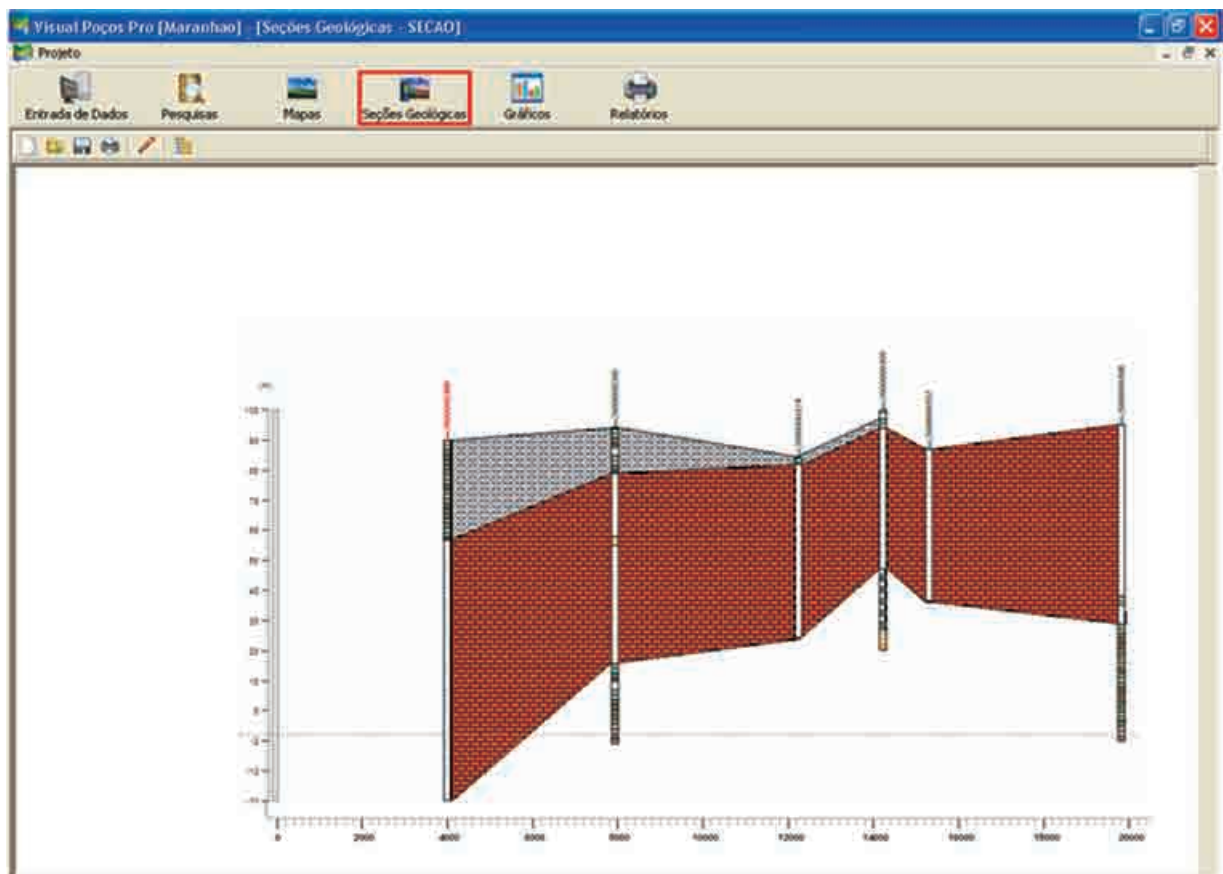 Visual Poços Pro [Maranhao] - [Seções Geológicas - SECAO]
Projeto
Entrada de Dados Pesquisas Mapas Seções Geológicas Gráficos Relatórios
100
90
80
70
60
50
40
30
20
10
0
0 2000 4000 6000 8000 10000 12000 14000 16000 18000 20000